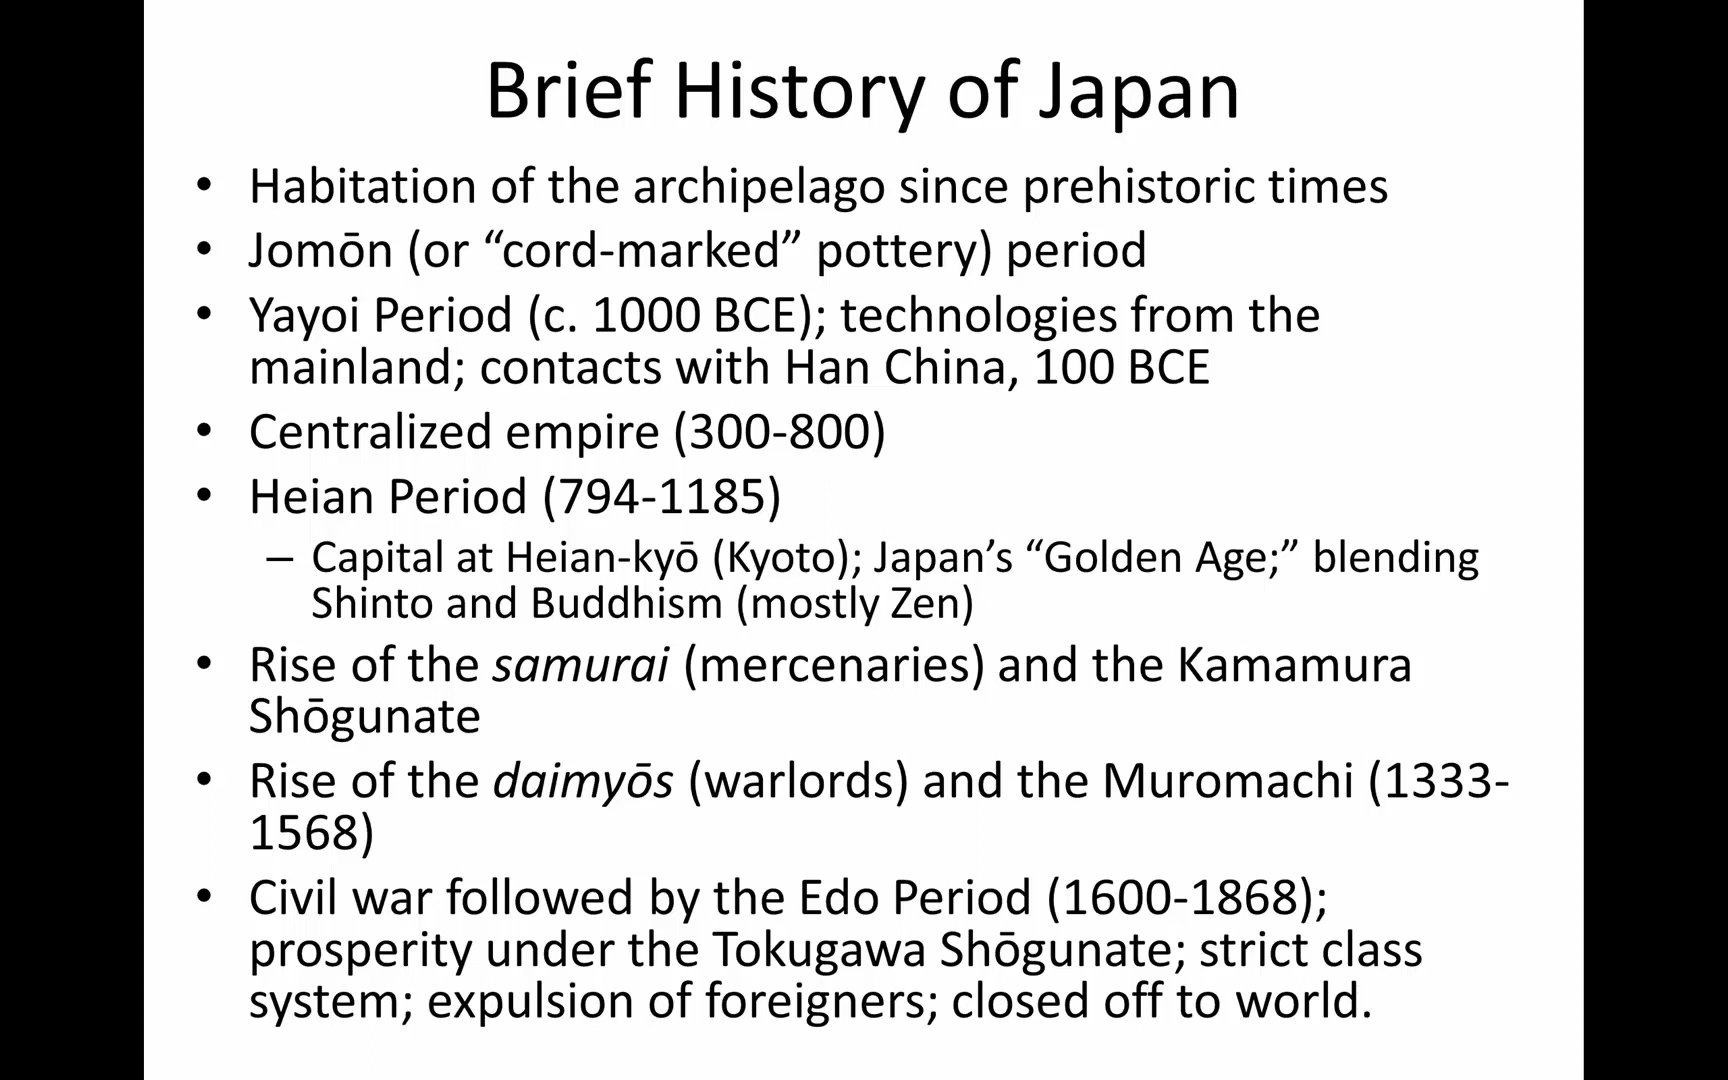 Brief History of Japan
• Habitation of the archipelago since prehistoric times
• Jomōn (or “cord-marked” pottery) period
• Yayoi Period (c. 1000 BCE); technologies from the
mainland; contacts with Han China, 100 BCE
• Centralized empire (300-800)
• Heian Period (794-1185)
– Capital at Heian-kyō (Kyoto); Japan’s “Golden Age;” blending
Shinto and Buddhism (mostly Zen)
• Rise of the samurai (mercenaries) and the Kamamura
Shōgunate
• Rise of the daimyōs (warlords) and the Muromachi (1333-
1568)
• Civil war followed by the Edo Period (1600-1868);
prosperity under the Tokugawa Shōgunate; strict class
system; expulsion of foreigners; closed off to world.